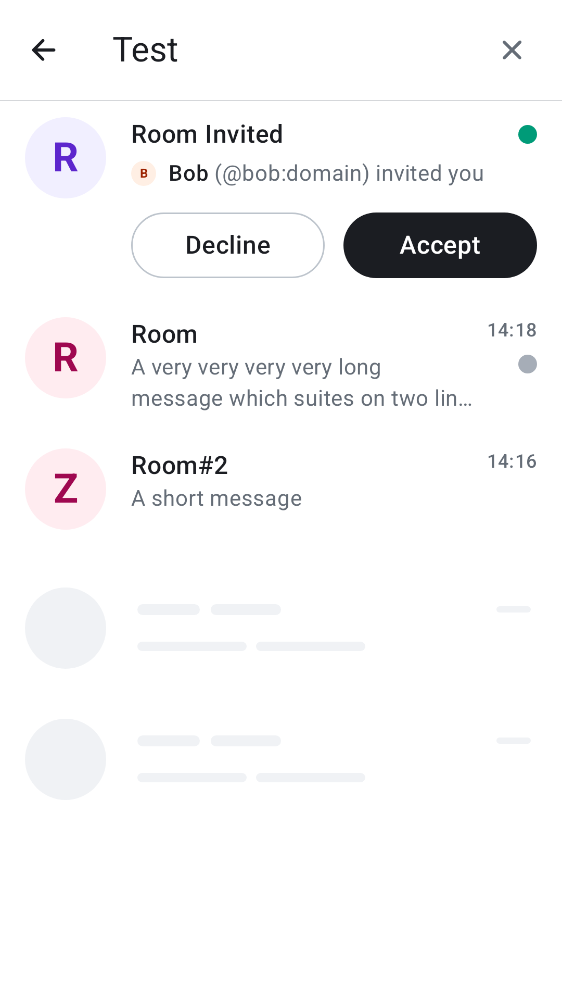 Test
R
Room Invited
B Bob (@bob:domain) invited you
Decline
Accept
R
Room
14:18
A very very very very long
message which suites on two lin…
Z
Room#2
14:16
A short message